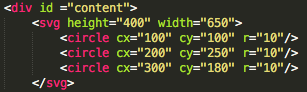 <div id ="content">
<svg height="400" width="650">
<circle cx="100" cy="100" r="10"/>
<circle cx="200" cy="250" r="10"/>
<circle cx="300" cy="180" r="10"/>
</svg>